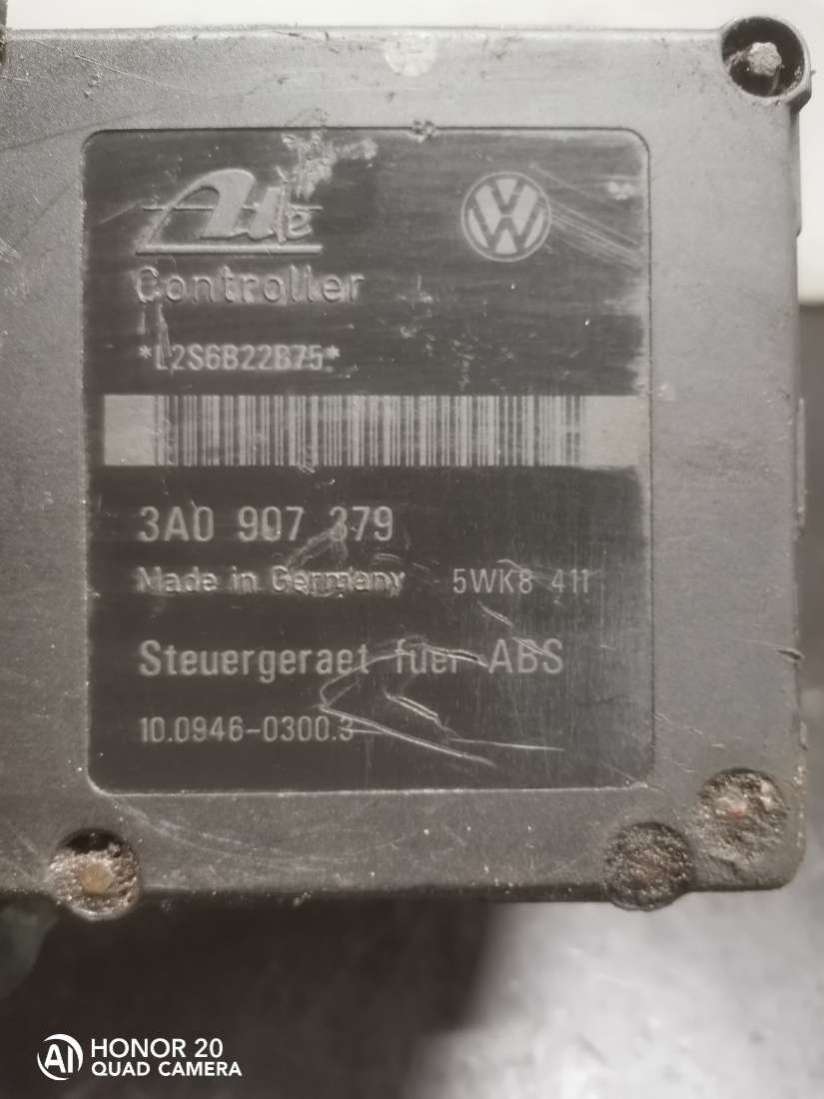 Ate
Controller
*L2S6B22B75*
3A0 907 379
Made in Germany 5WK8 411
Steuergeraet fuer ABS
10.0946-0300.3
HONOR 20
QUAD CAMERA